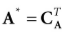 A* = C_A^T